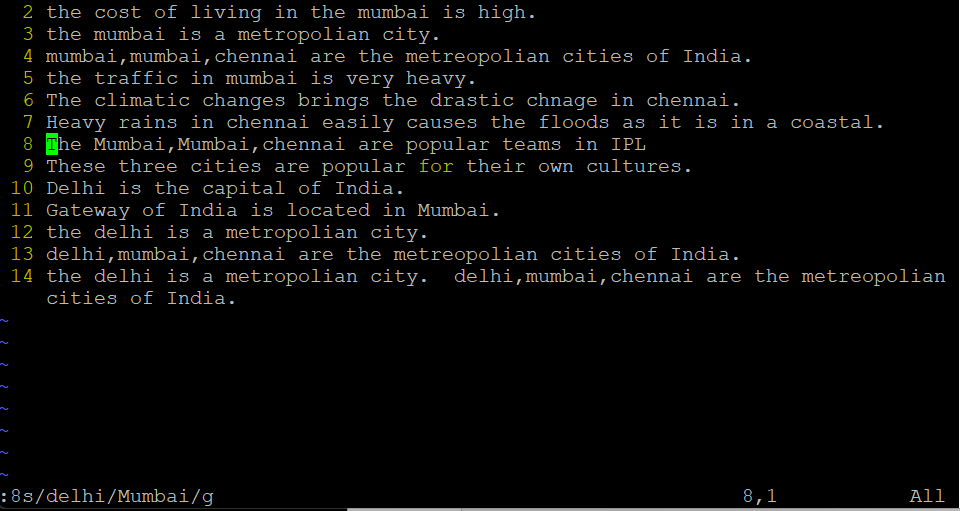 2 the cost of living in the mumbai is high.
3 the mumbai is a metropolian city.
4 mumbai,mumbai,chennai are the metreopolian cities of India.
5 the traffic in mumbai is very heavy.
6 The climatic changes brings the drastic chnage in chennai.
7 Heavy rains in chennai easily causes the floods as it is in a coastal.
8 The Mumbai,Mumbai,chennai are popular teams in IPL
9 These three cities are popular for their own cultures.
10 Delhi is the capital of India.
11 Gateway of India is located in Mumbai.
12 the delhi is a metropolian city.
13 delhi,mumbai,chennai are the metreopolian cities of India.
14 the delhi is a metropolian city.  delhi,mumbai,chennai are the metreopolian
cities of India.
~
~
~
~
~
~
~
~
:8s/delhi/Mumbai/g 8,1 All